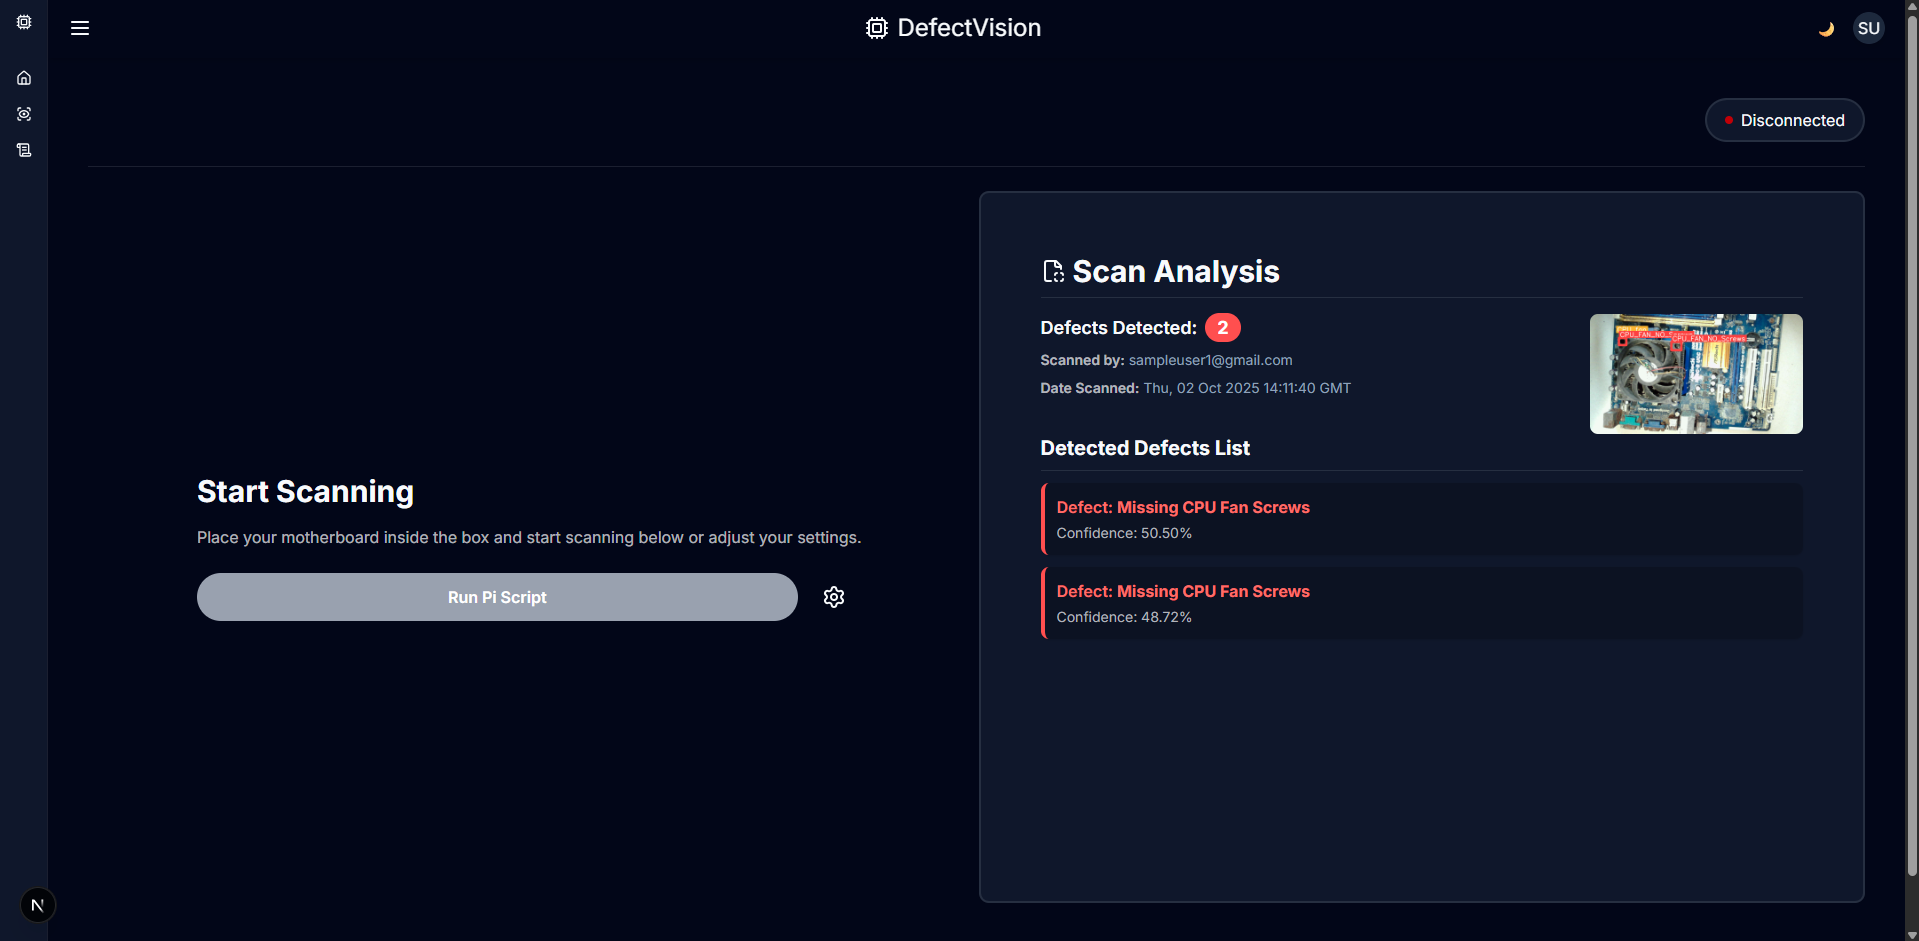 DefectVision
SU
Disconnected
Scan Analysis
Defects Detected: 2
Scanned by: sampleuser1@gmail.com
Date Scanned: Thu, 02 Oct 2025 14:11:40 GMT
CPU_FAN_NO_Screws
Detected Defects List
Defect: Missing CPU Fan Screws
Confidence: 50.50%
Defect: Missing CPU Fan Screws
Confidence: 48.72%
Start Scanning
Place your motherboard inside the box and start scanning below or adjust your settings.
Run Pi Script
N